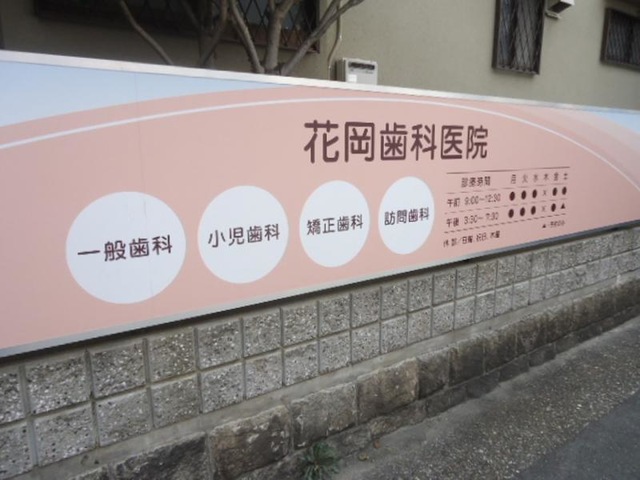 花岡歯科医院
一般歯科
小児歯科
矯正歯科
訪問歯科
診療時間 月 火 水 木 金 土
午前 9:00~12:30 ● ● ● × ● ●
午後 3:30~7:30 ● ● ● × ● ▲
休診/日曜、祝日、木曜